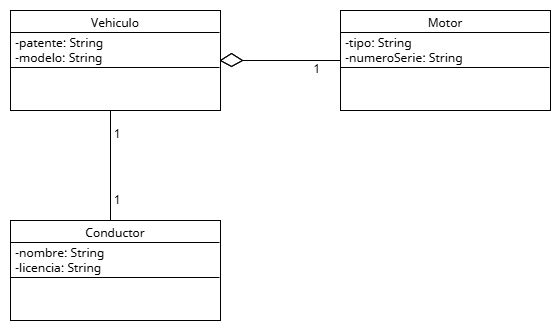 Vehiculo
-patente: String
-modelo: String
Motor
-tipo: String
-numeroSerie: String
1
1
1
Conductor
-nombre: String
-licencia: String